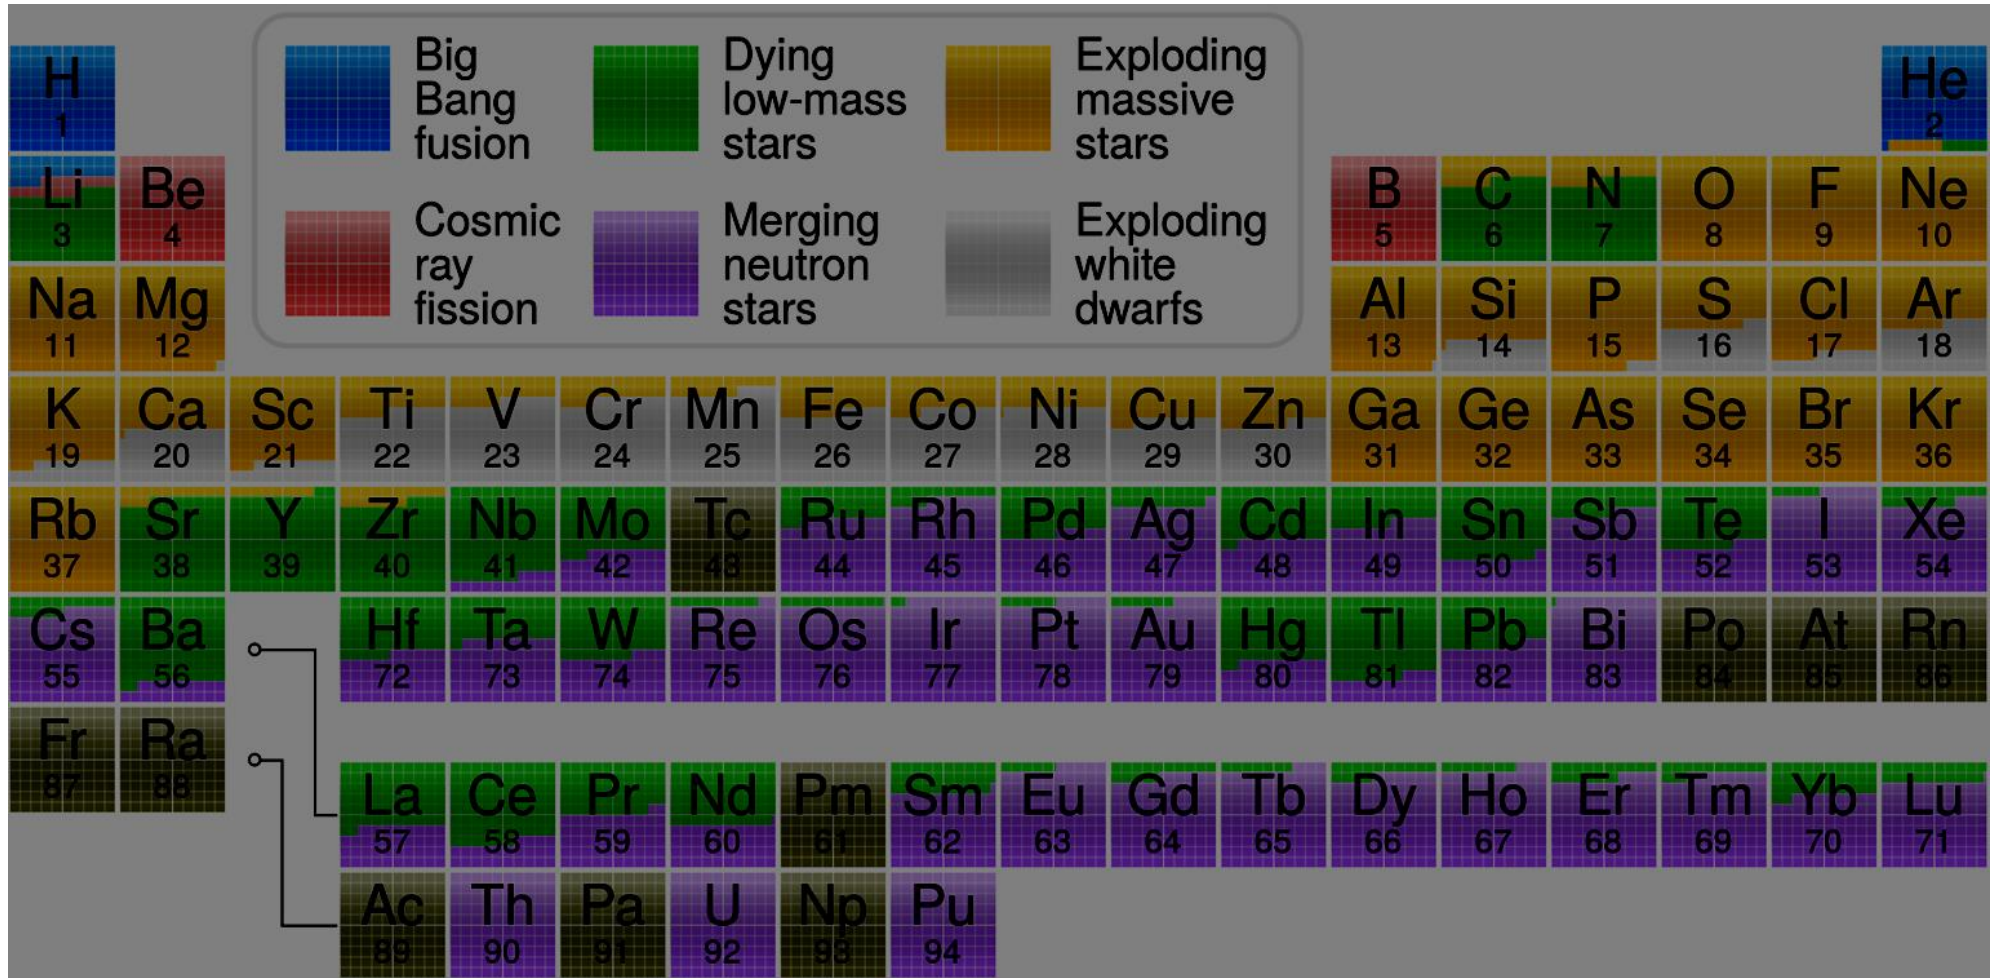 Big
Bang
fusion
Dying
low-mass
stars
Exploding
massive
stars
Cosmic
ray
fission
Merging
neutron
stars
Exploding
white
dwarfs
H He
1 2
Li Be B C N O F Ne
3 4 5 6 7 8 9 10
Na Mg Al Si P S Cl Ar
11 12 13 14 15 16 17 18
K Ca Sc Ti V Cr Mn Fe Co Ni Cu Zn Ga Ge As Se Br Kr
19 20 21 22 23 24 25 26 27 28 29 30 31 32 33 34 35 36
Rb Sr Y Zr Nb Mo Tc Ru Rh Pd Ag Cd In Sn Sb Te I Xe
37 38 39 40 41 42 43 44 45 46 47 48 49 50 51 52 53 54
Cs Ba Hf Ta W Re Os Ir Pt Au Hg Tl Pb Bi Po At Rn
55 56 72 73 74 75 76 77 78 79 80 81 82 83 84 85 86
Fr Ra
87 88
La Ce Pr Nd Pm Sm Eu Gd Tb Dy Ho Er Tm Yb Lu
57 58 59 60 61 62 63 64 65 66 67 68 69 70 71
Ac Th Pa U Np Pu
89 90 91 92 93 94